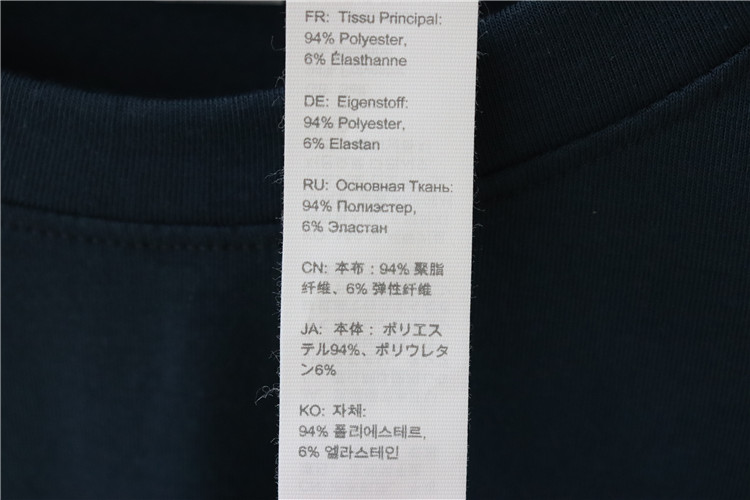 FR: Tissu Principal:
94% Polyester,
6% Élasthanne
DE: Eigenstoff:
94% Polyester,
6% Elastan
RU: Основная Ткань:
94% Полиэстер,
6% Эластан
CN: 本布：94% 聚脂
纤维、6% 弹性纤维
JA: 本体： ポリエス
テル94%、ポリウレタ
ン6%
KO: 자체:
94% 폴리에스테르,
6% 엘라스테인